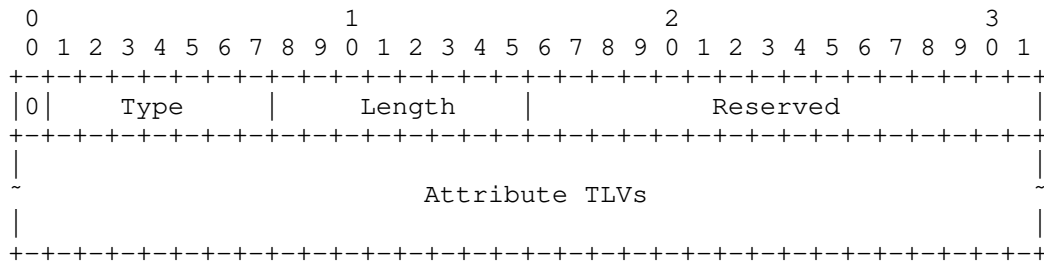 0                   1                   2                   3
 0 1 2 3 4 5 6 7 8 9 0 1 2 3 4 5 6 7 8 9 0 1 2 3 4 5 6 7 8 9 0 1
+-+-+-+-+-+-+-+-+-+-+-+-+-+-+-+-+-+-+-+-+-+-+-+-+-+-+-+-+-+-+-+-+
|0|    Type     |     Length    |           Reserved            |
+-+-+-+-+-+-+-+-+-+-+-+-+-+-+-+-+-+-+-+-+-+-+-+-+-+-+-+-+-+-+-+-+
|                                                               |
~                         Attribute TLVs                        ~
|                                                               |
+-+-+-+-+-+-+-+-+-+-+-+-+-+-+-+-+-+-+-+-+-+-+-+-+-+-+-+-+-+-+-+-+